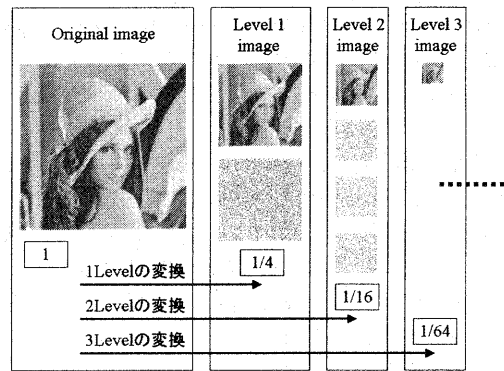 Original image
Level 1
image
Level 2
image
Level 3
image
1
1/4
1/16
1/64
1Levelの変換
2Levelの変換
3Levelの変換